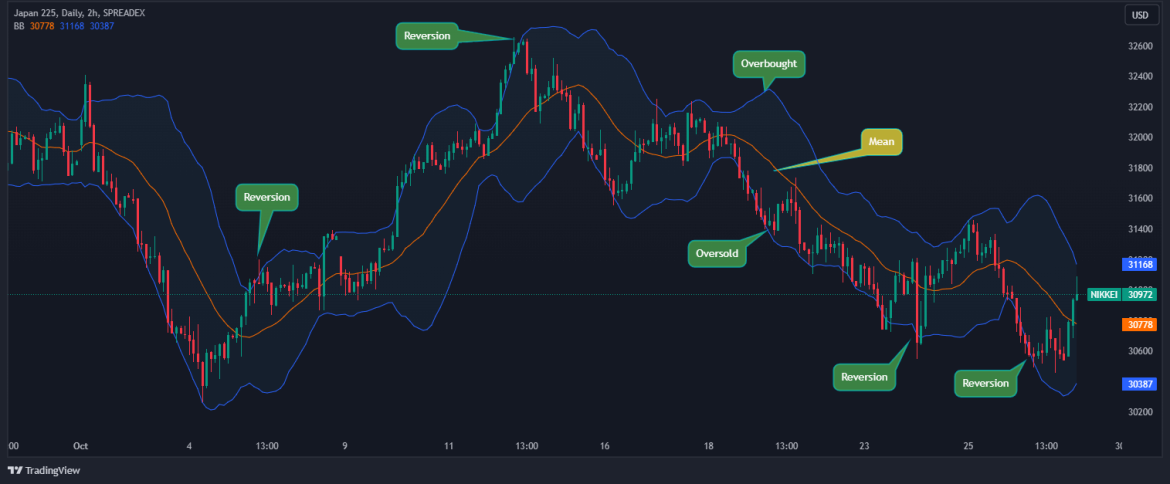 Japan 225, Daily, 2h, SPREADEX
BB 30778 31168 30387
USD
32600
Reversion
Overbought
32400
32200
32000
Mean
31800
31600
Reversion
31400
Oversold
31168
NIKKEI 30972
30778
30600
Reversion
Reversion
30387
30200
00 Oct 4 13:00 9 11 13:00 16 18 13:00 23 25 13:00
TradingView